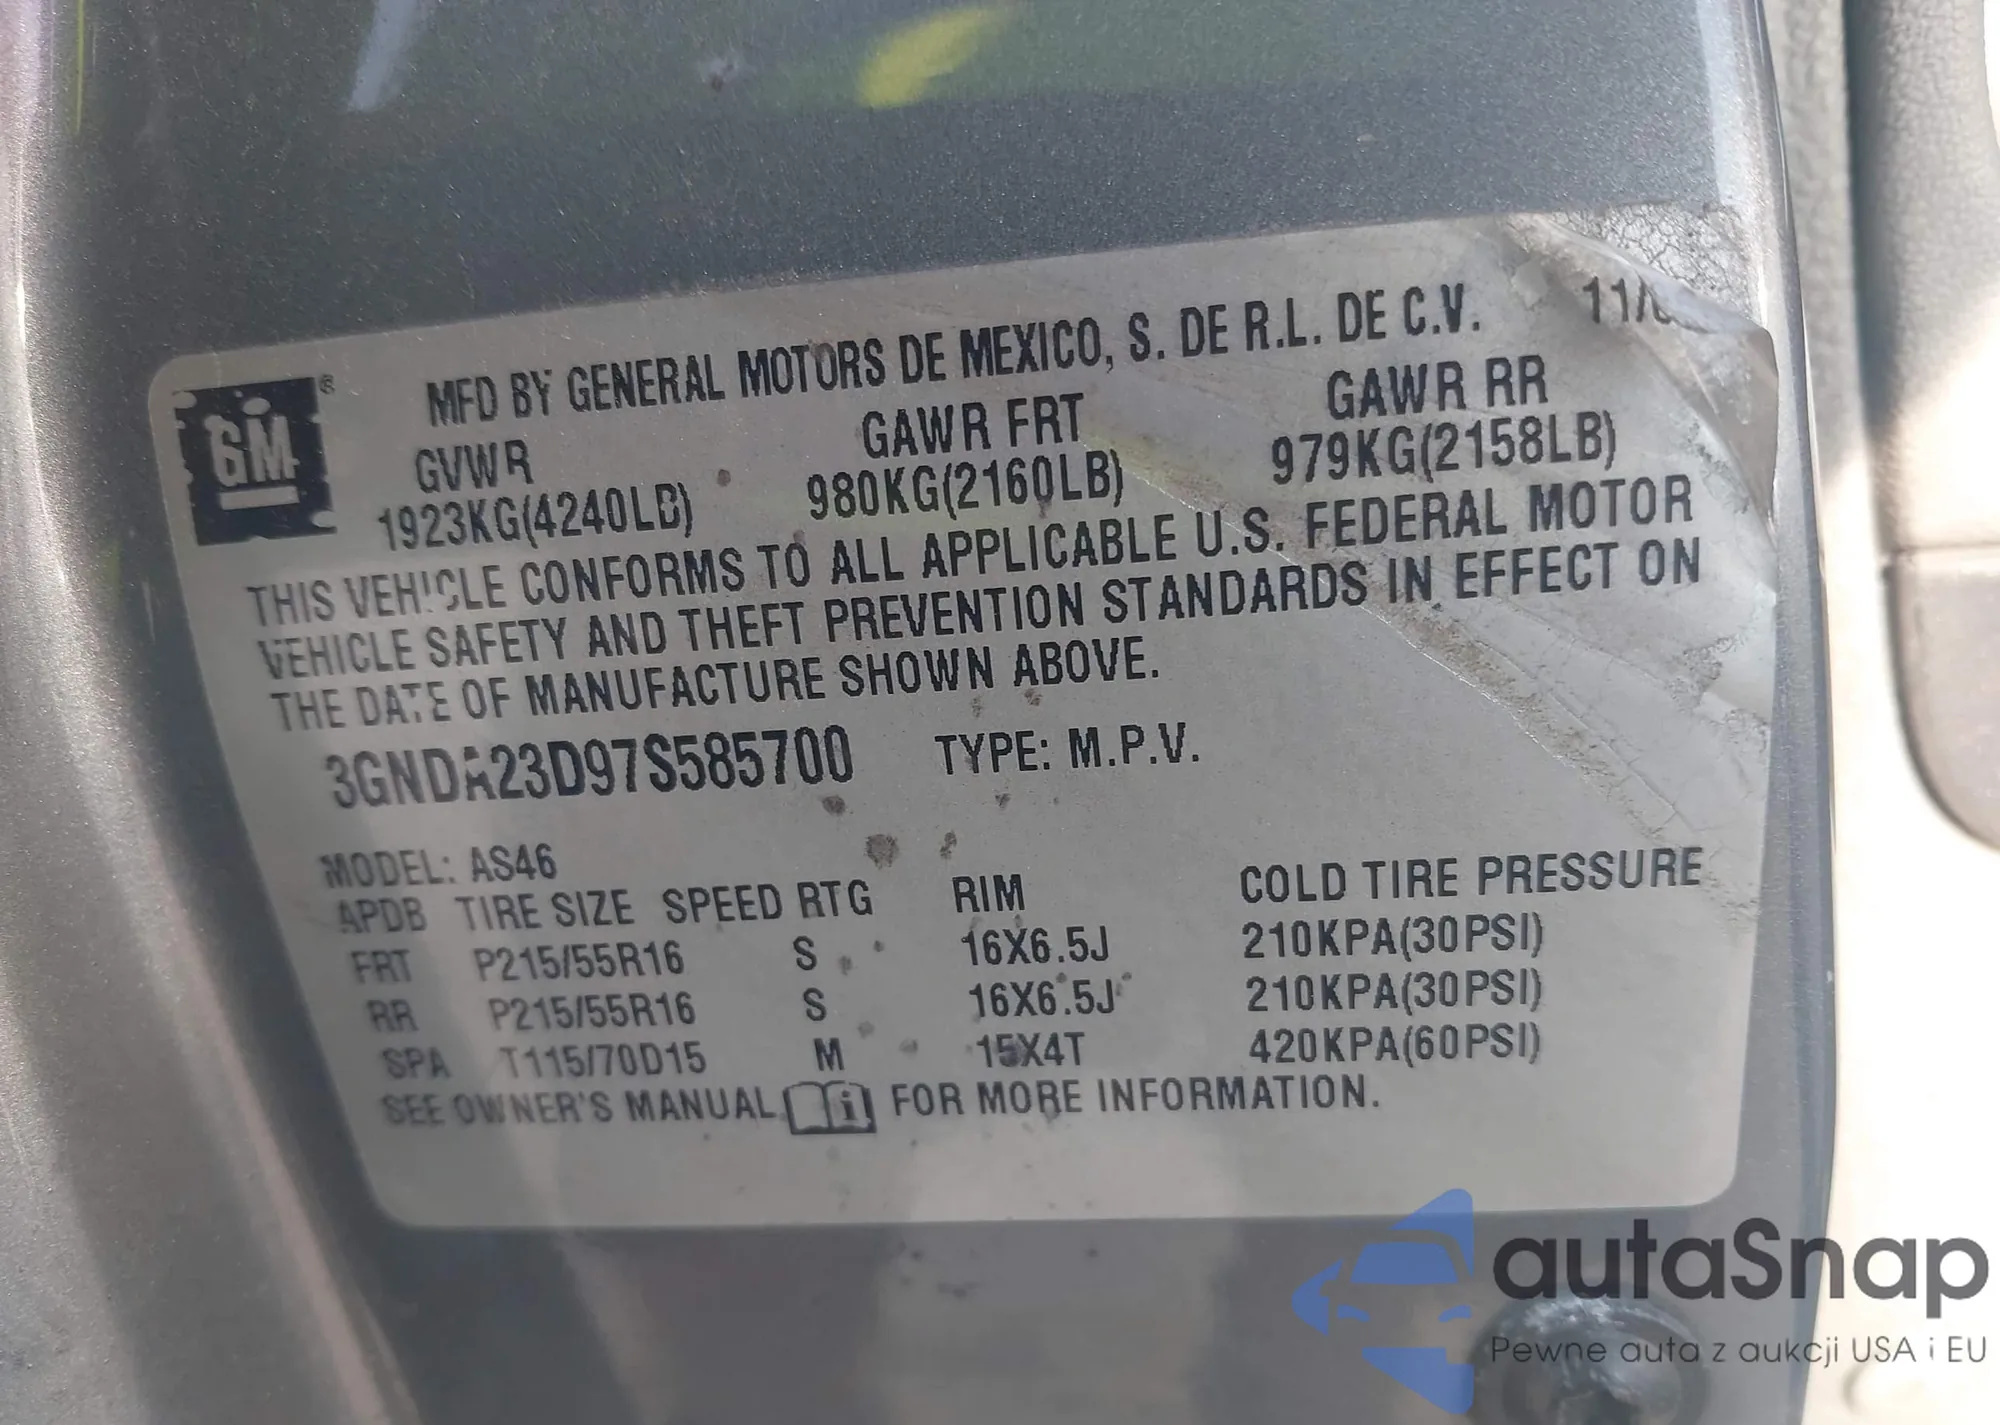 MFD BY GENERAL MOTORS DE MEXICO, S. DE R.L. DE C.V.
GM®
GVWR GAWR FRT GAWR RR
1923KG(4240LB) 980KG(2160LB) 979KG(2158LB)
THIS VEHICLE CONFORMS TO ALL APPLICABLE U.S. FEDERAL MOTOR
VEHICLE SAFETY AND THEFT PREVENTION STANDARDS IN EFFECT ON
THE DATE OF MANUFACTURE SHOWN ABOVE.
3GNDA23D97S585700 TYPE: M.P.V.
MODEL: AS46
APDB TIRE SIZE SPEED RTG RIM COLD TIRE PRESSURE
FRT P215/55R16 S 16X6.5J 210KPA(30PSI)
RR P215/55R16 S 16X6.5J 210KPA(30PSI)
SPA T115/70D15 M 15X4T 420KPA(60PSI)
SEE OWNER'S MANUAL i FOR MORE INFORMATION.
autaSnap
Pewne auta z aukcji USA i EU